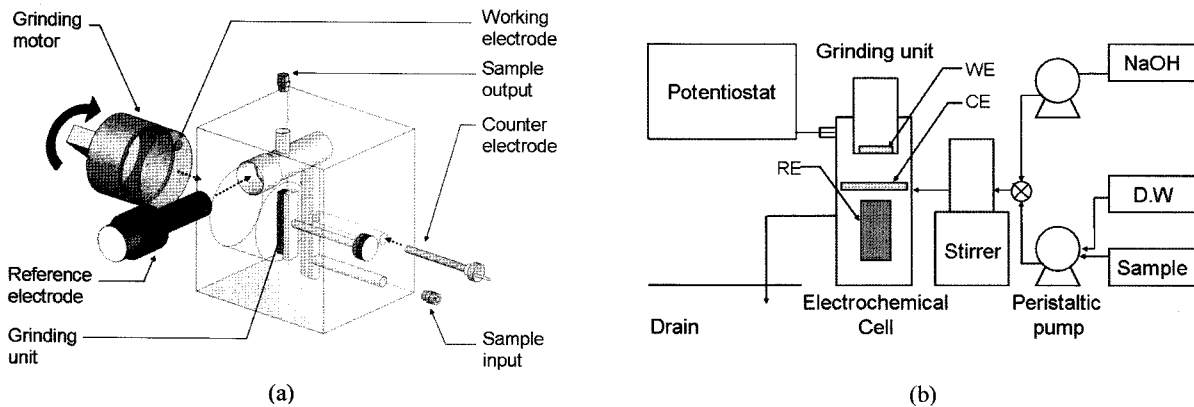 Grinding
motor
Working
electrode
Sample
output
Counter
electrode
Reference
electrode
Grinding
unit
Sample
input
(a)
Potentiostat
Grinding unit
WE
CE
RE
NaOH
D.W
Sample
Stirrer
Drain
Electrochemical
Cell
Peristaltic
pump
(b)